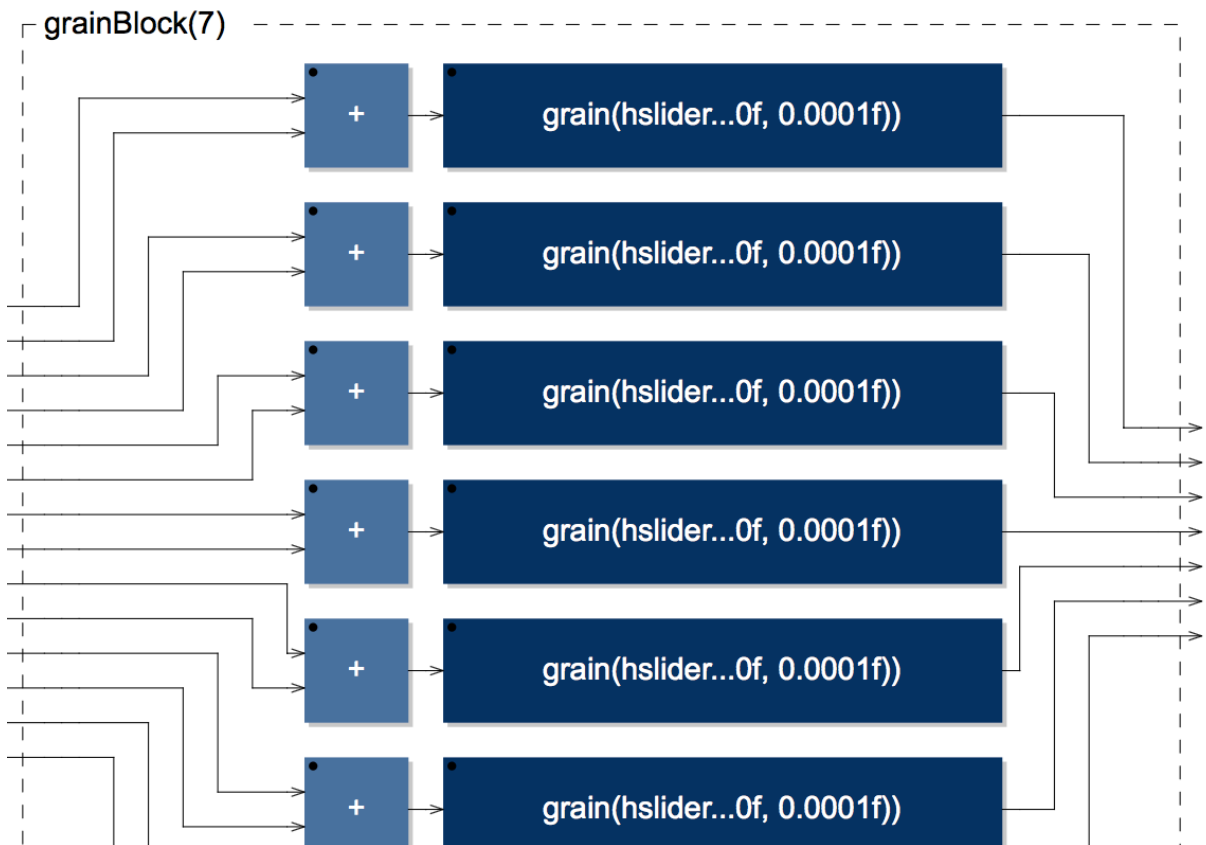 grainBlock(7)
+ grain(hslider...0f, 0.0001f))
+ grain(hslider...0f, 0.0001f))
+ grain(hslider...0f, 0.0001f))
+ grain(hslider...0f, 0.0001f))
+ grain(hslider...0f, 0.0001f))
+ grain(hslider...0f, 0.0001f))